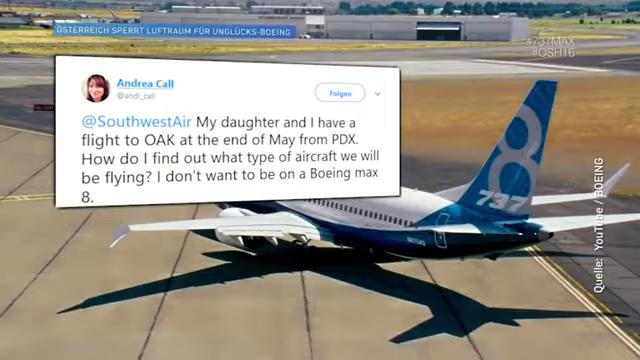 ÖSTERREICH SPERRT LUFTRAUM FÜR UNGLÜCKS-BOEING
#737MAX
#OSH16
Andrea Call
@andi_call
Folgen
@SouthwestAir My daughter and I have a
flight to OAK at the end of May from PDX.
How do I find out what type of aircraft we will
be flying? I don't want to be on a Boeing max
8.
8
737
Quelle: YouTube / BOEING